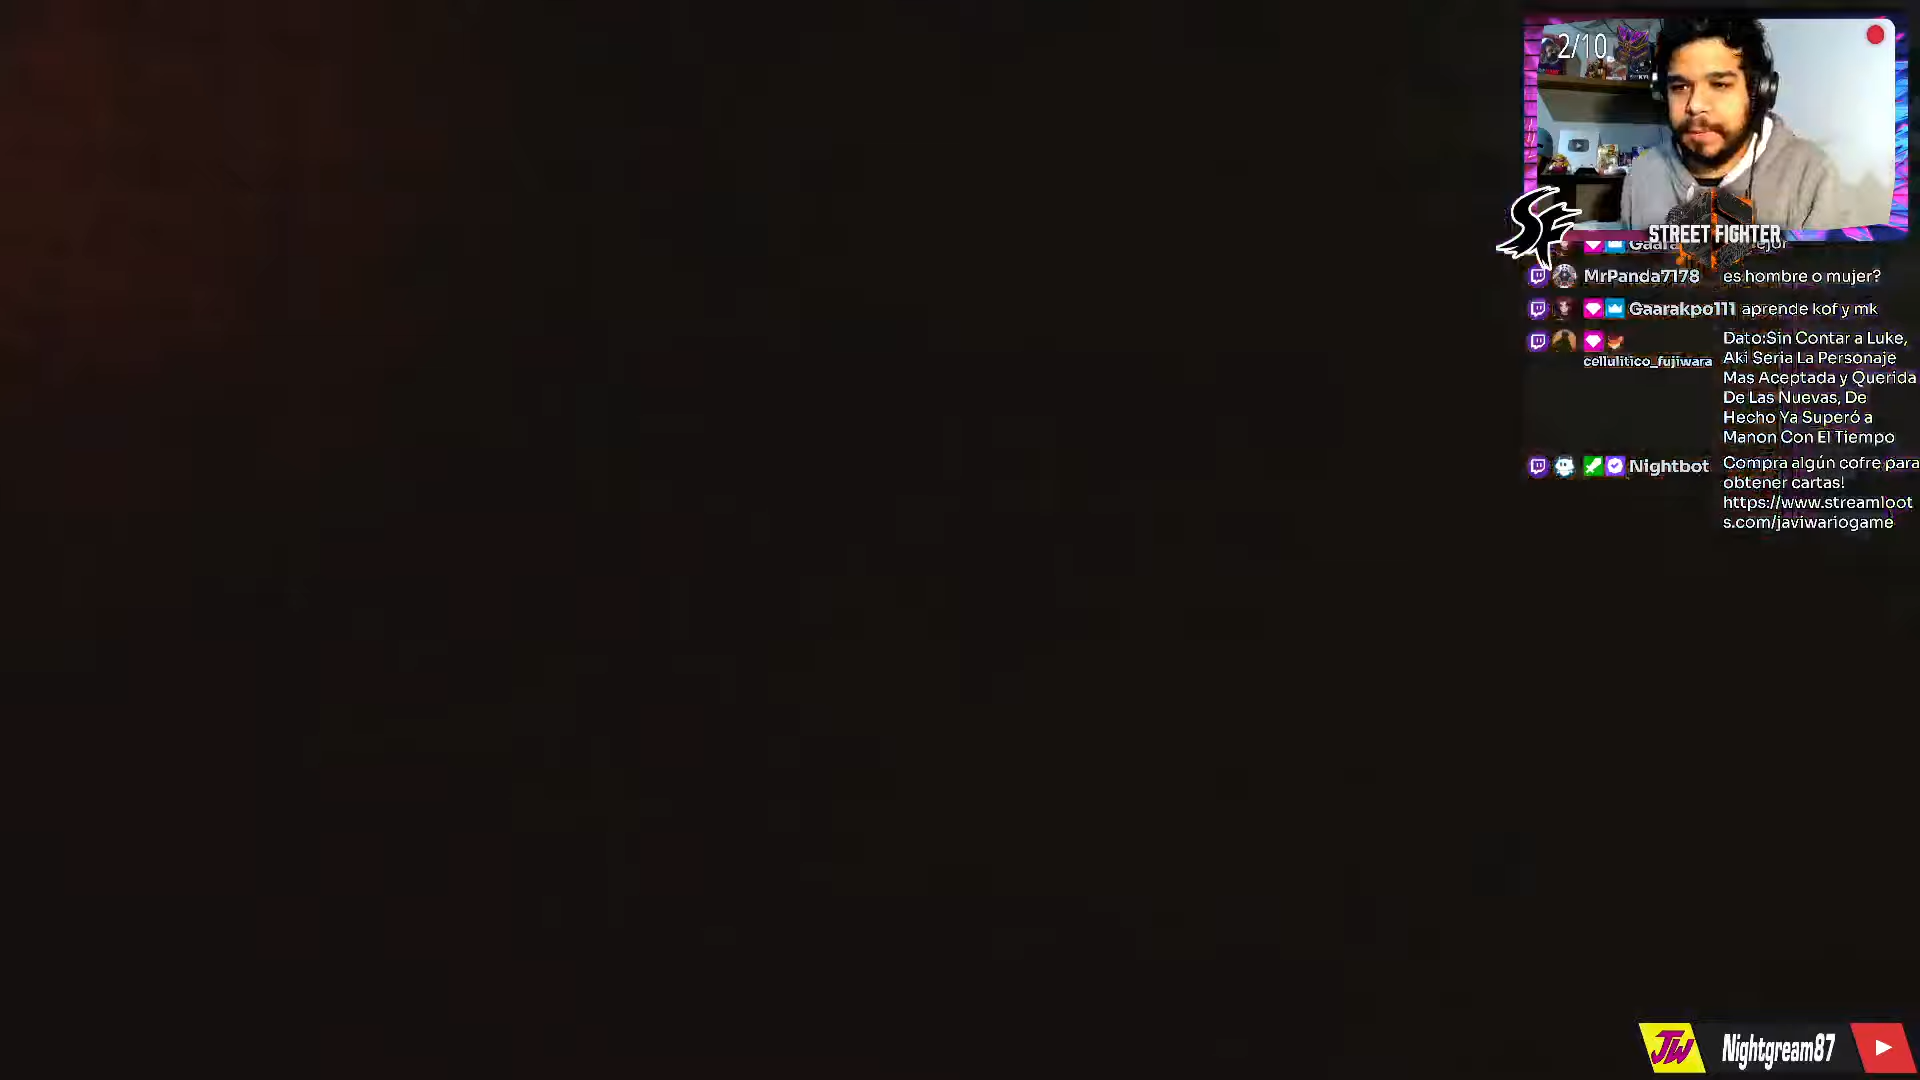 2/10
SF
STREET FIGHTER
MrPanda7178 es hombre o mujer?
Gaarakpo111 aprende kof y mk
cellulitico_fujiwara Dato:Sin Contar a Luke,
Aki Seria La Personaje
Mas Aceptada y Querida
De Las Nuevas, De
Hecho Ya Superó a
Manon Con El Tiempo
Nightbot Compra algún cofre para
obtener cartas!
https://www.streamloot
s.com/javiwariogame
JW Nightgream87